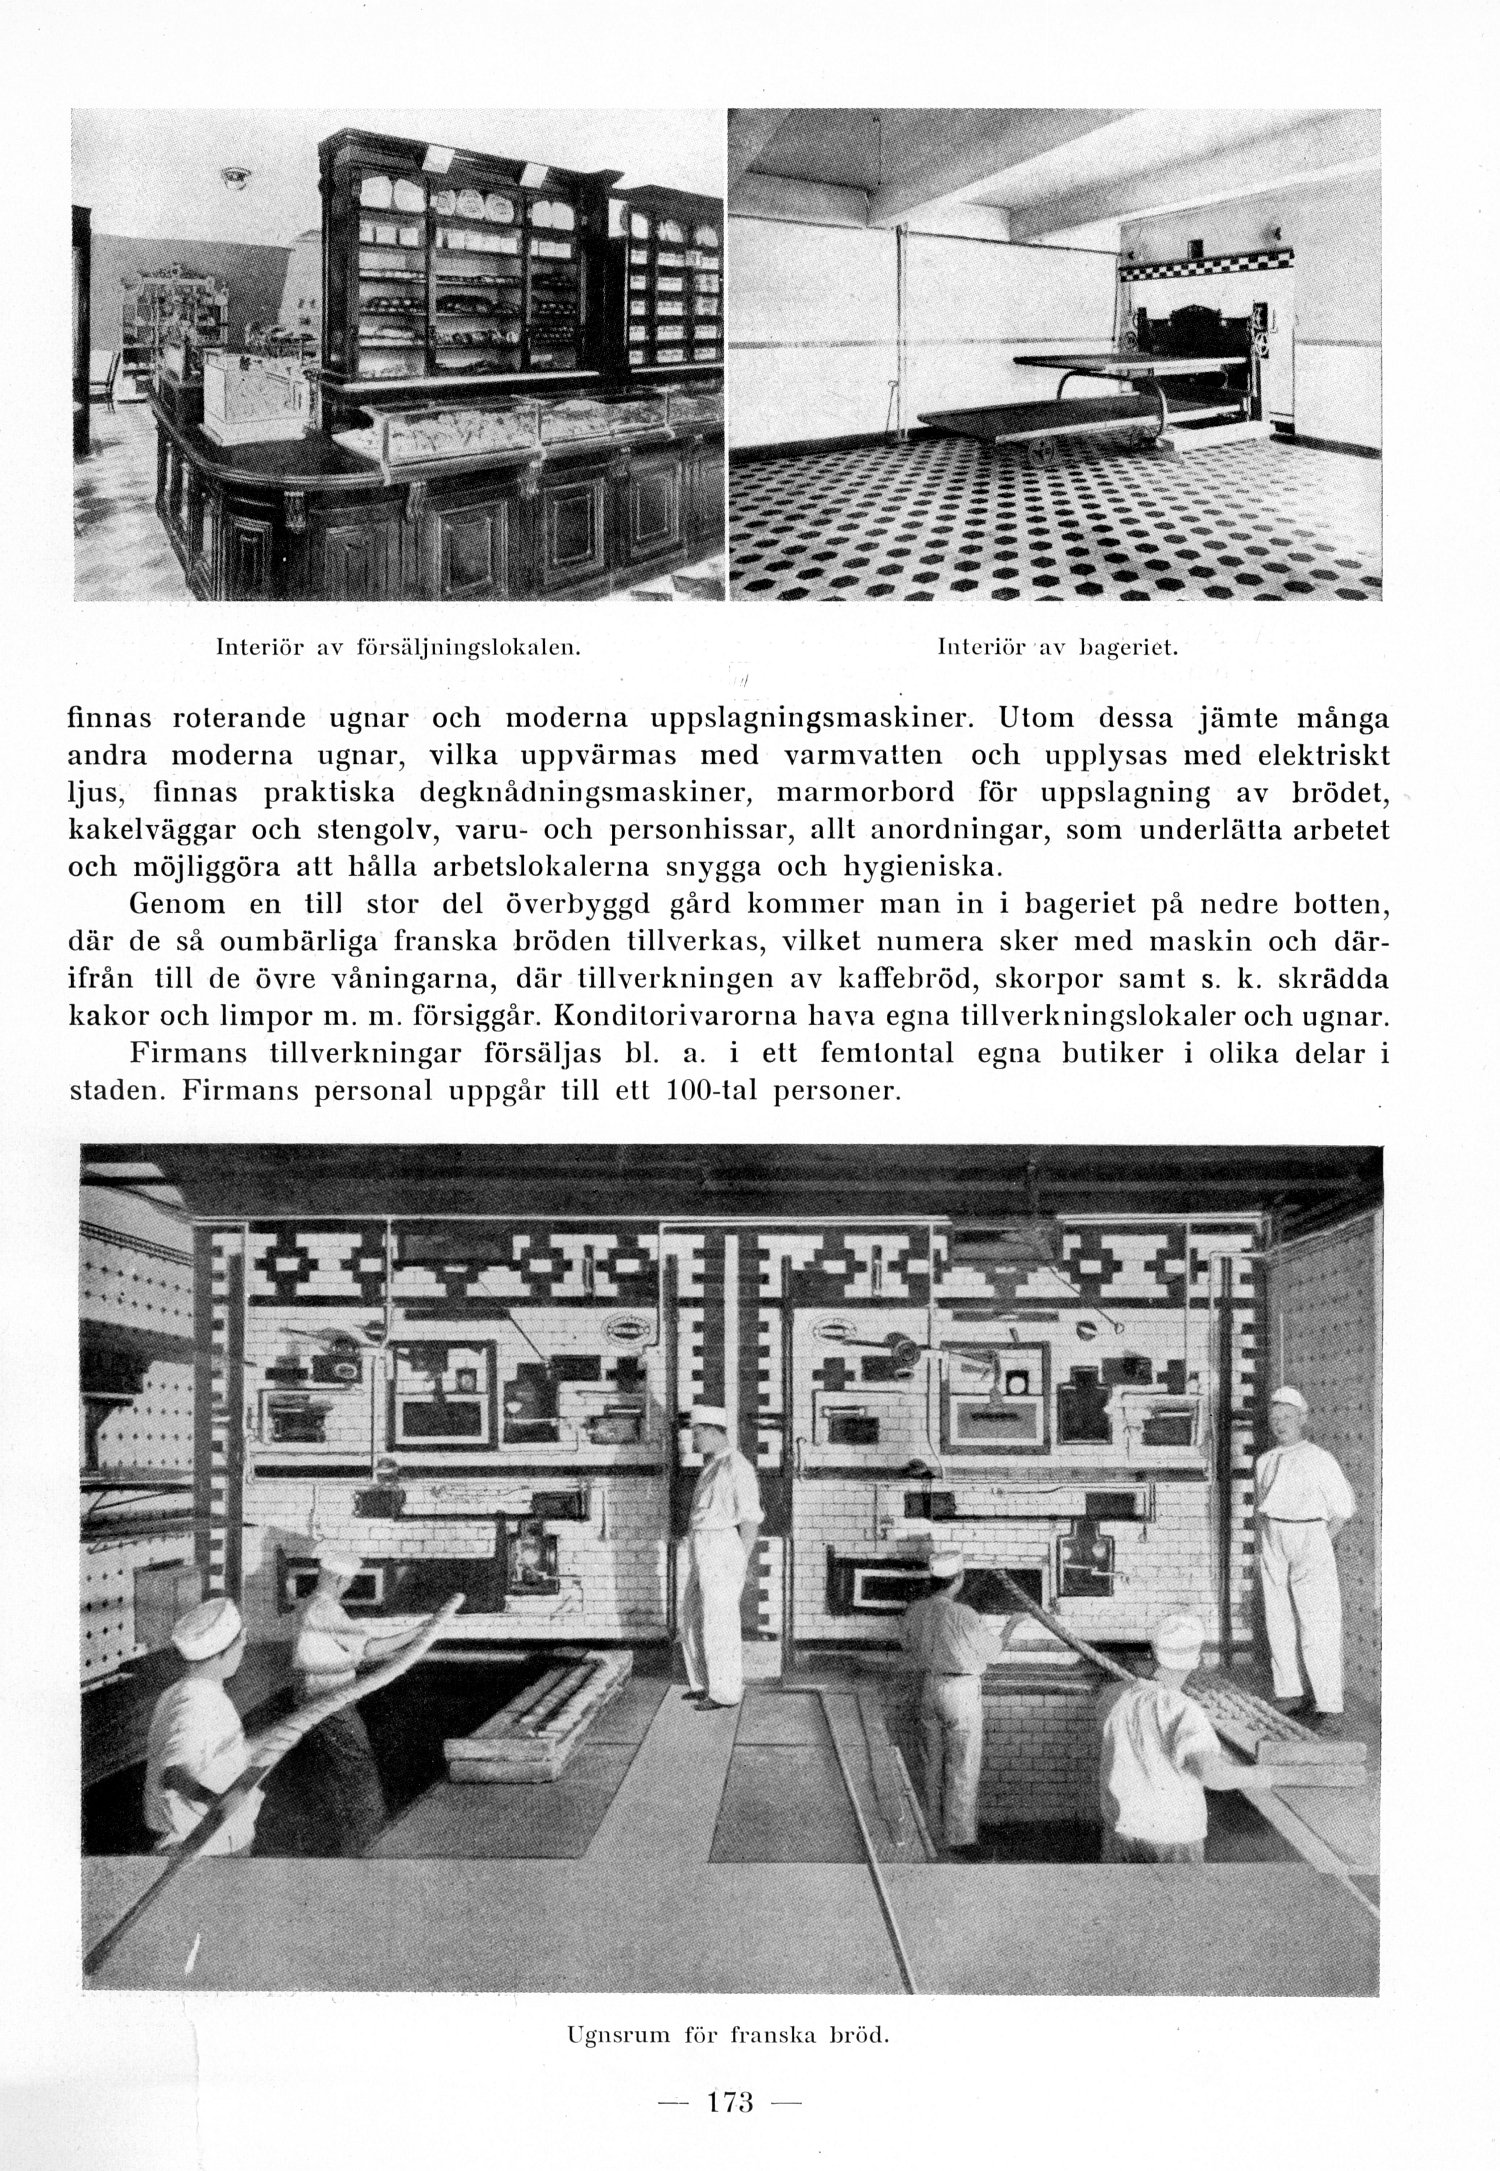 Interiör av försäljningslokalen.
Interiör av bageriet.
finnas roterande ugnar och moderna uppslagningsmaskiner. Utom dessa jämte många
andra moderna ugnar, vilka uppvärmas med varmvatten och upplysas med elektriskt
ljus, finnas praktiska degknådningsmaskiner, marmorbord för uppslagning av brödet,
kakelväggar och stengolv, varu- och personhissar, allt anordningar, som underlätta arbetet
och möjliggöra att hålla arbetslokalerna snygga och hygieniska.
Genom en till stor del överbyggd gård kommer man in i bageriet på nedre botten,
där de så oumbärliga franska bröden tillverkas, vilket numera sker med maskin och där-
ifrån till de övre våningarna, där tillverkningen av kaffebröd, skorpor samt s. k. skrädda
kakor och limpor m. m. försiggår. Konditorivarorna hava egna tillverkningslokaler och ugnar.
Firmans tillverkningar försäljas bl. a. i ett femtontal egna butiker i olika delar i
staden. Firmans personal uppgår till ett 100-tal personer.
Ugnsrum för franska bröd.
— 173 —